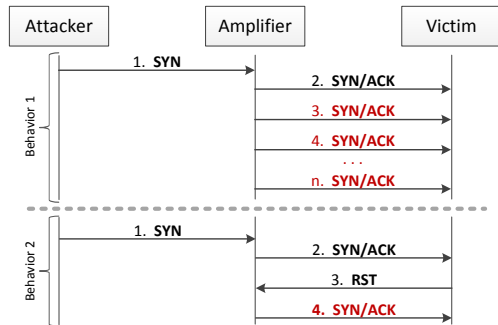 Attacker Amplifier Victim
Behavior 1
1. SYN
2. SYN/ACK
3. SYN/ACK
4. SYN/ACK
...
n. SYN/ACK
Behavior 2
1. SYN
2. SYN/ACK
3. RST
4. SYN/ACK